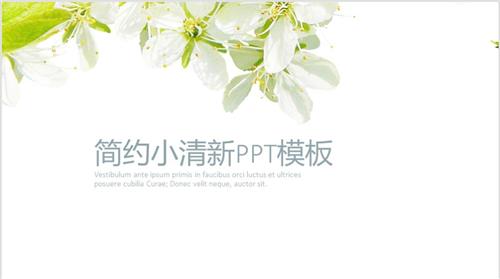 简约小清新PPT模板
Vestibulum ante ipsum primis in faucibus orci luctus et ultrices
posuere cubilia Curae; Donec velit neque, auctor sit.